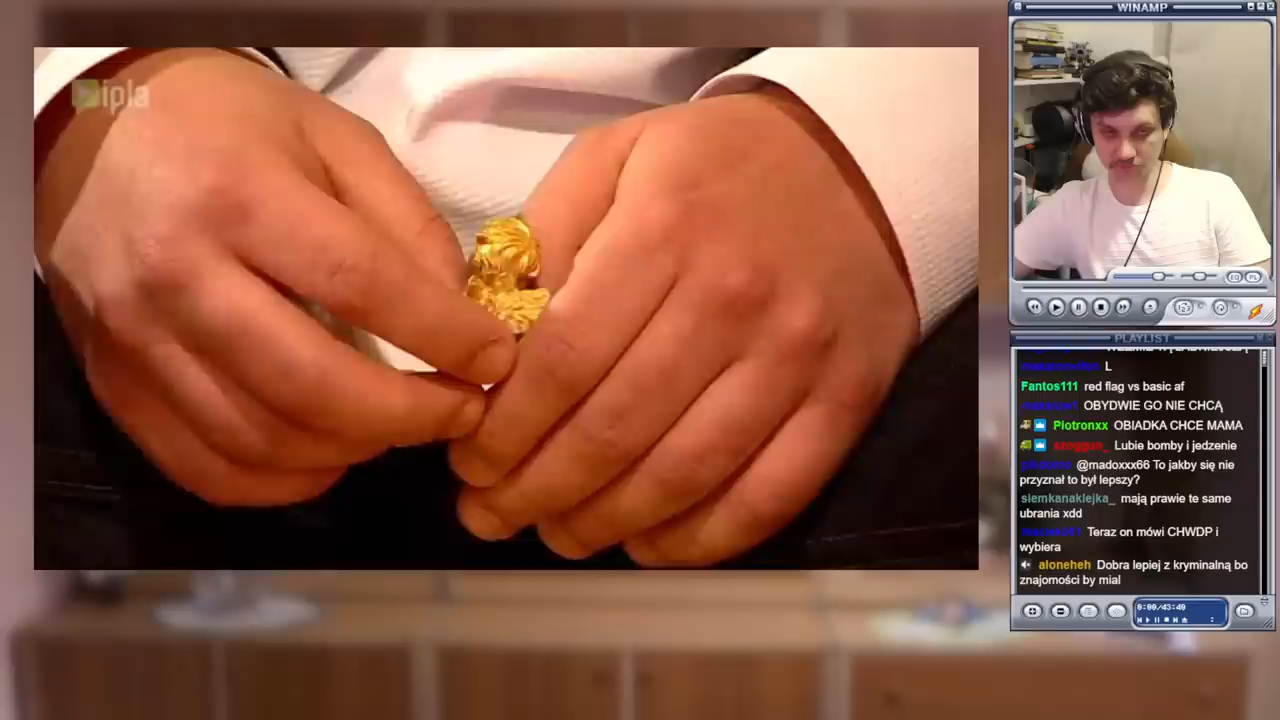 ipla
WINAMP
PLAYLIST
L
Fantos111 red flag vs basic af
OBYDWIE GO NIE CHCĄ
Piotronxx OBIADKA CHCE MAMA
szoggun_ Lubie bomby i jedzenie
@madoxxx66 To jakby się nie
przyznał to był lepszy?
siemkanaklejka_ mają prawie te same
ubrania xdd
Teraz on mówi CHWDP i
wybiera
aloneheh Dobra lepiej z kryminalną bo
znajomości by miał
0:00/43:40